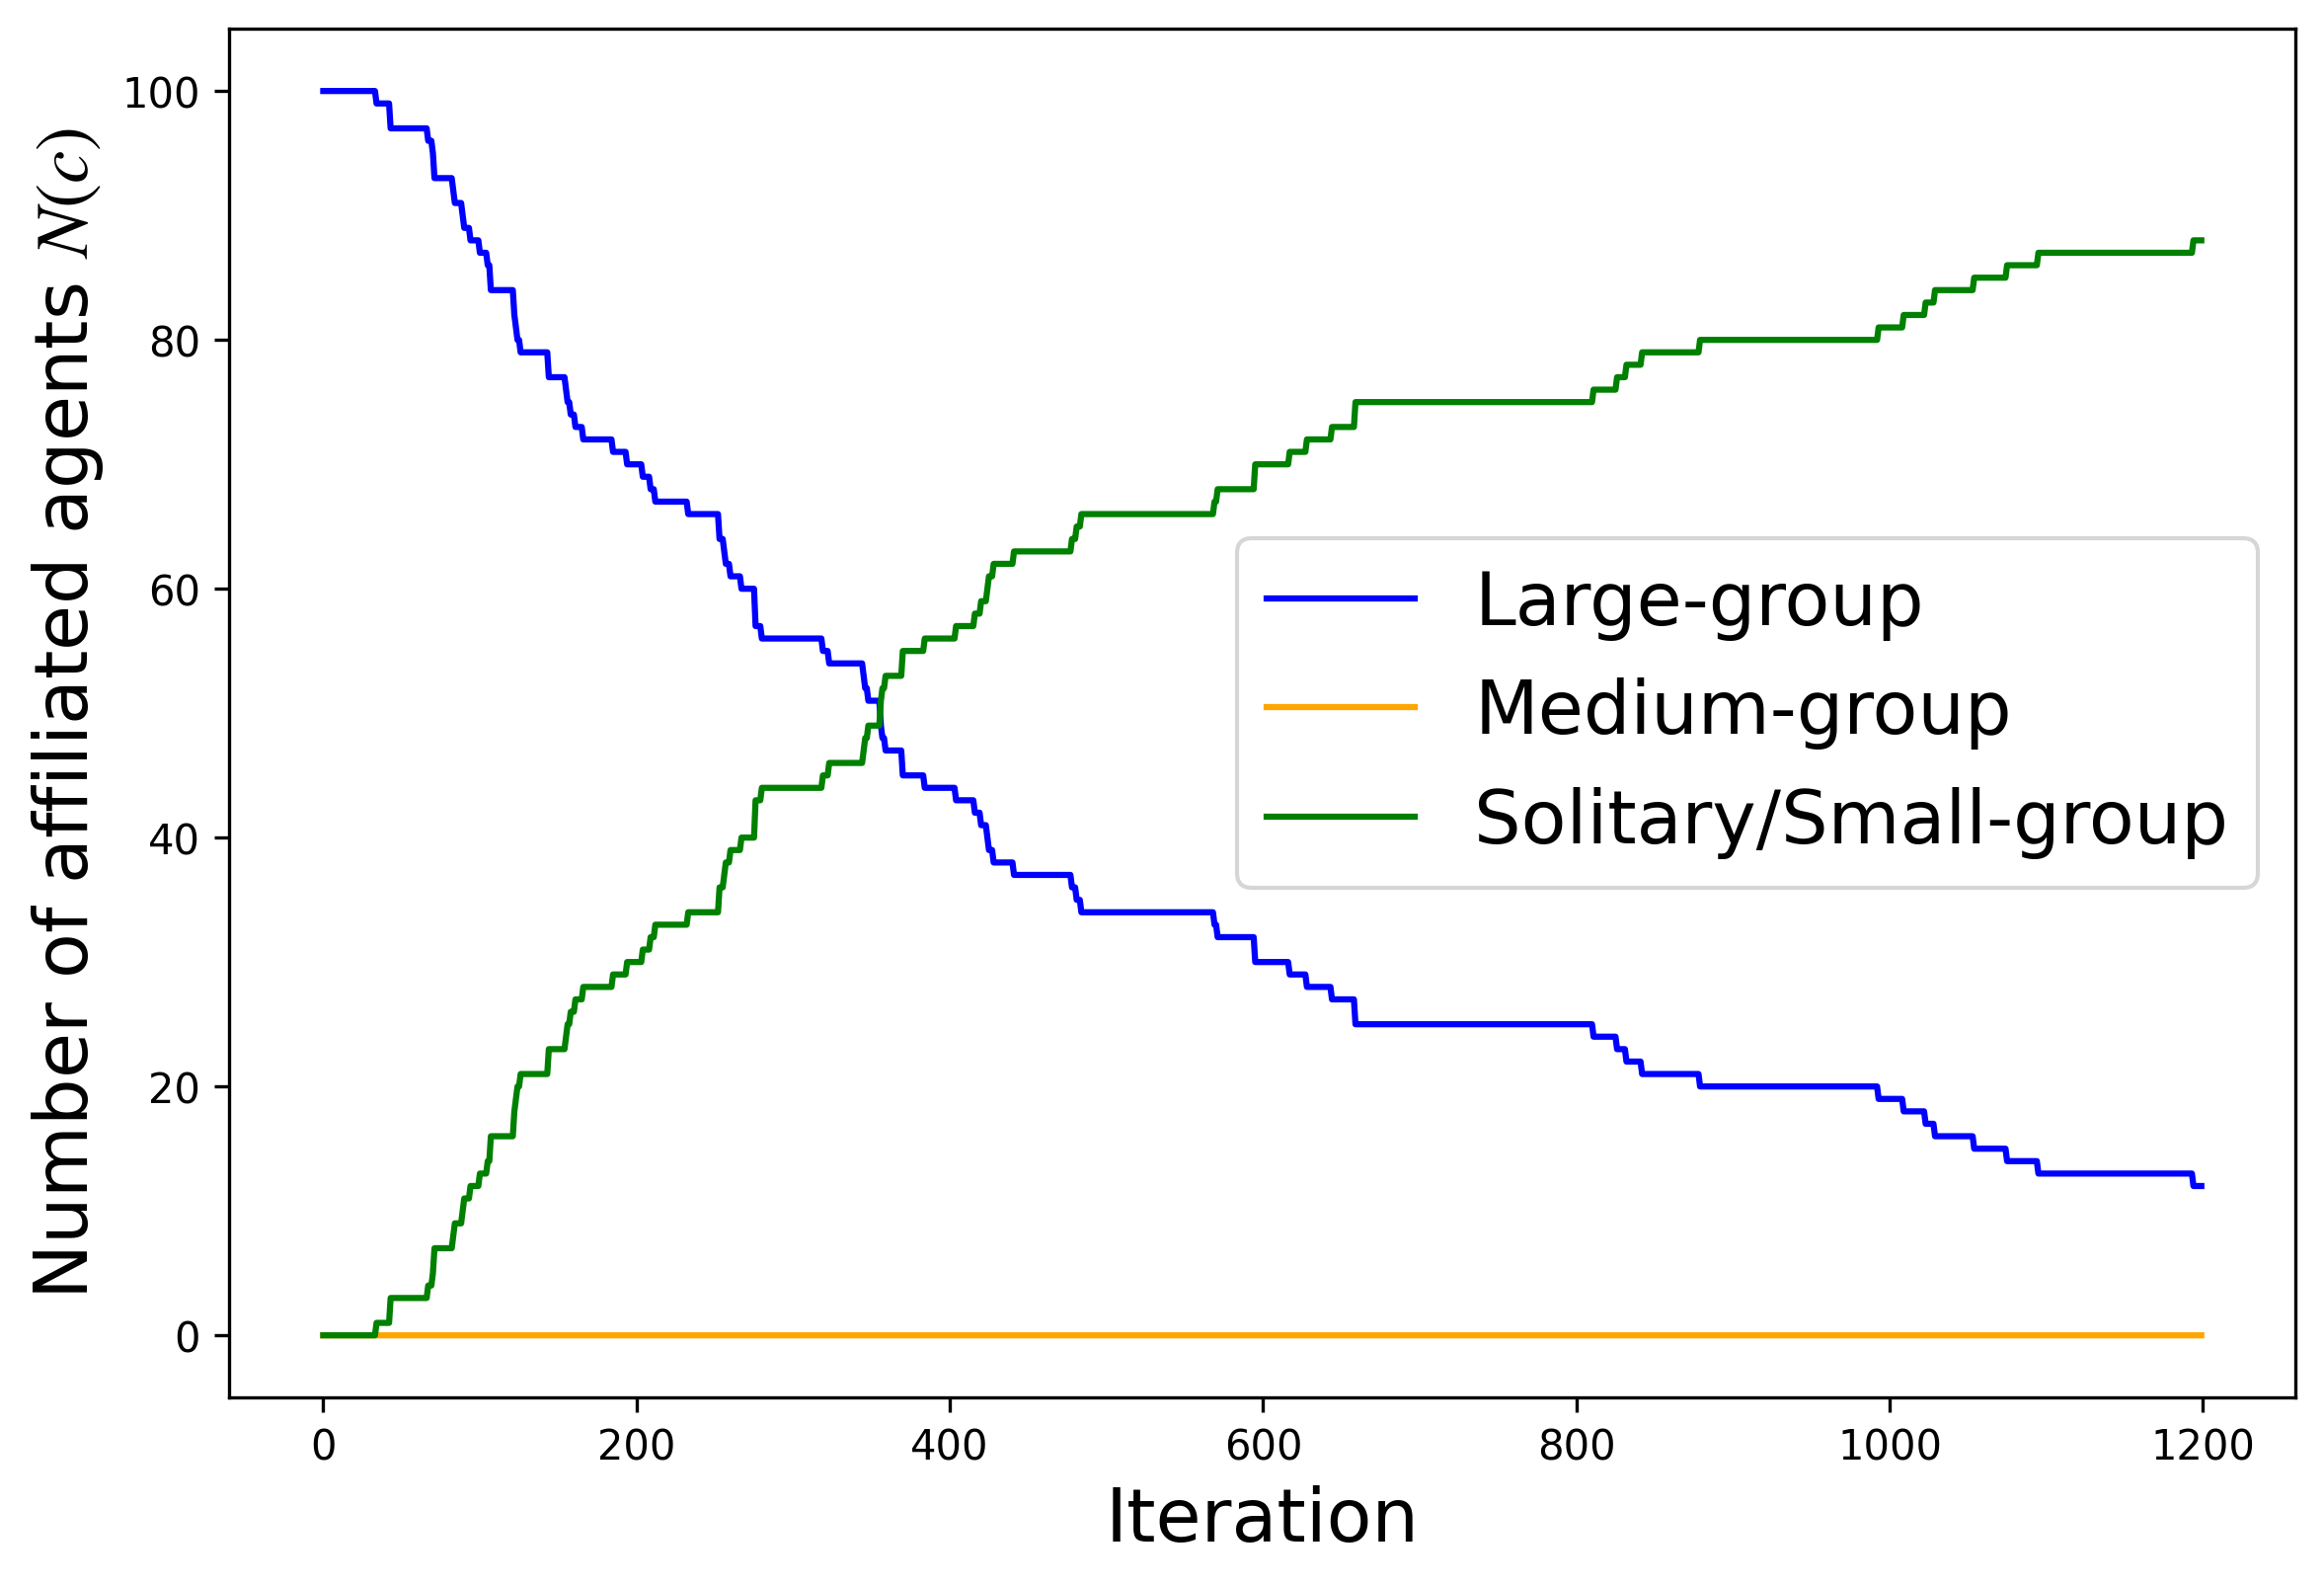 Number of affiliated agents N(c)
100
80
60
40
20
0
Large-group
Medium-group
Solitary/Small-group
0 200 400 600 800 1000 1200
Iteration